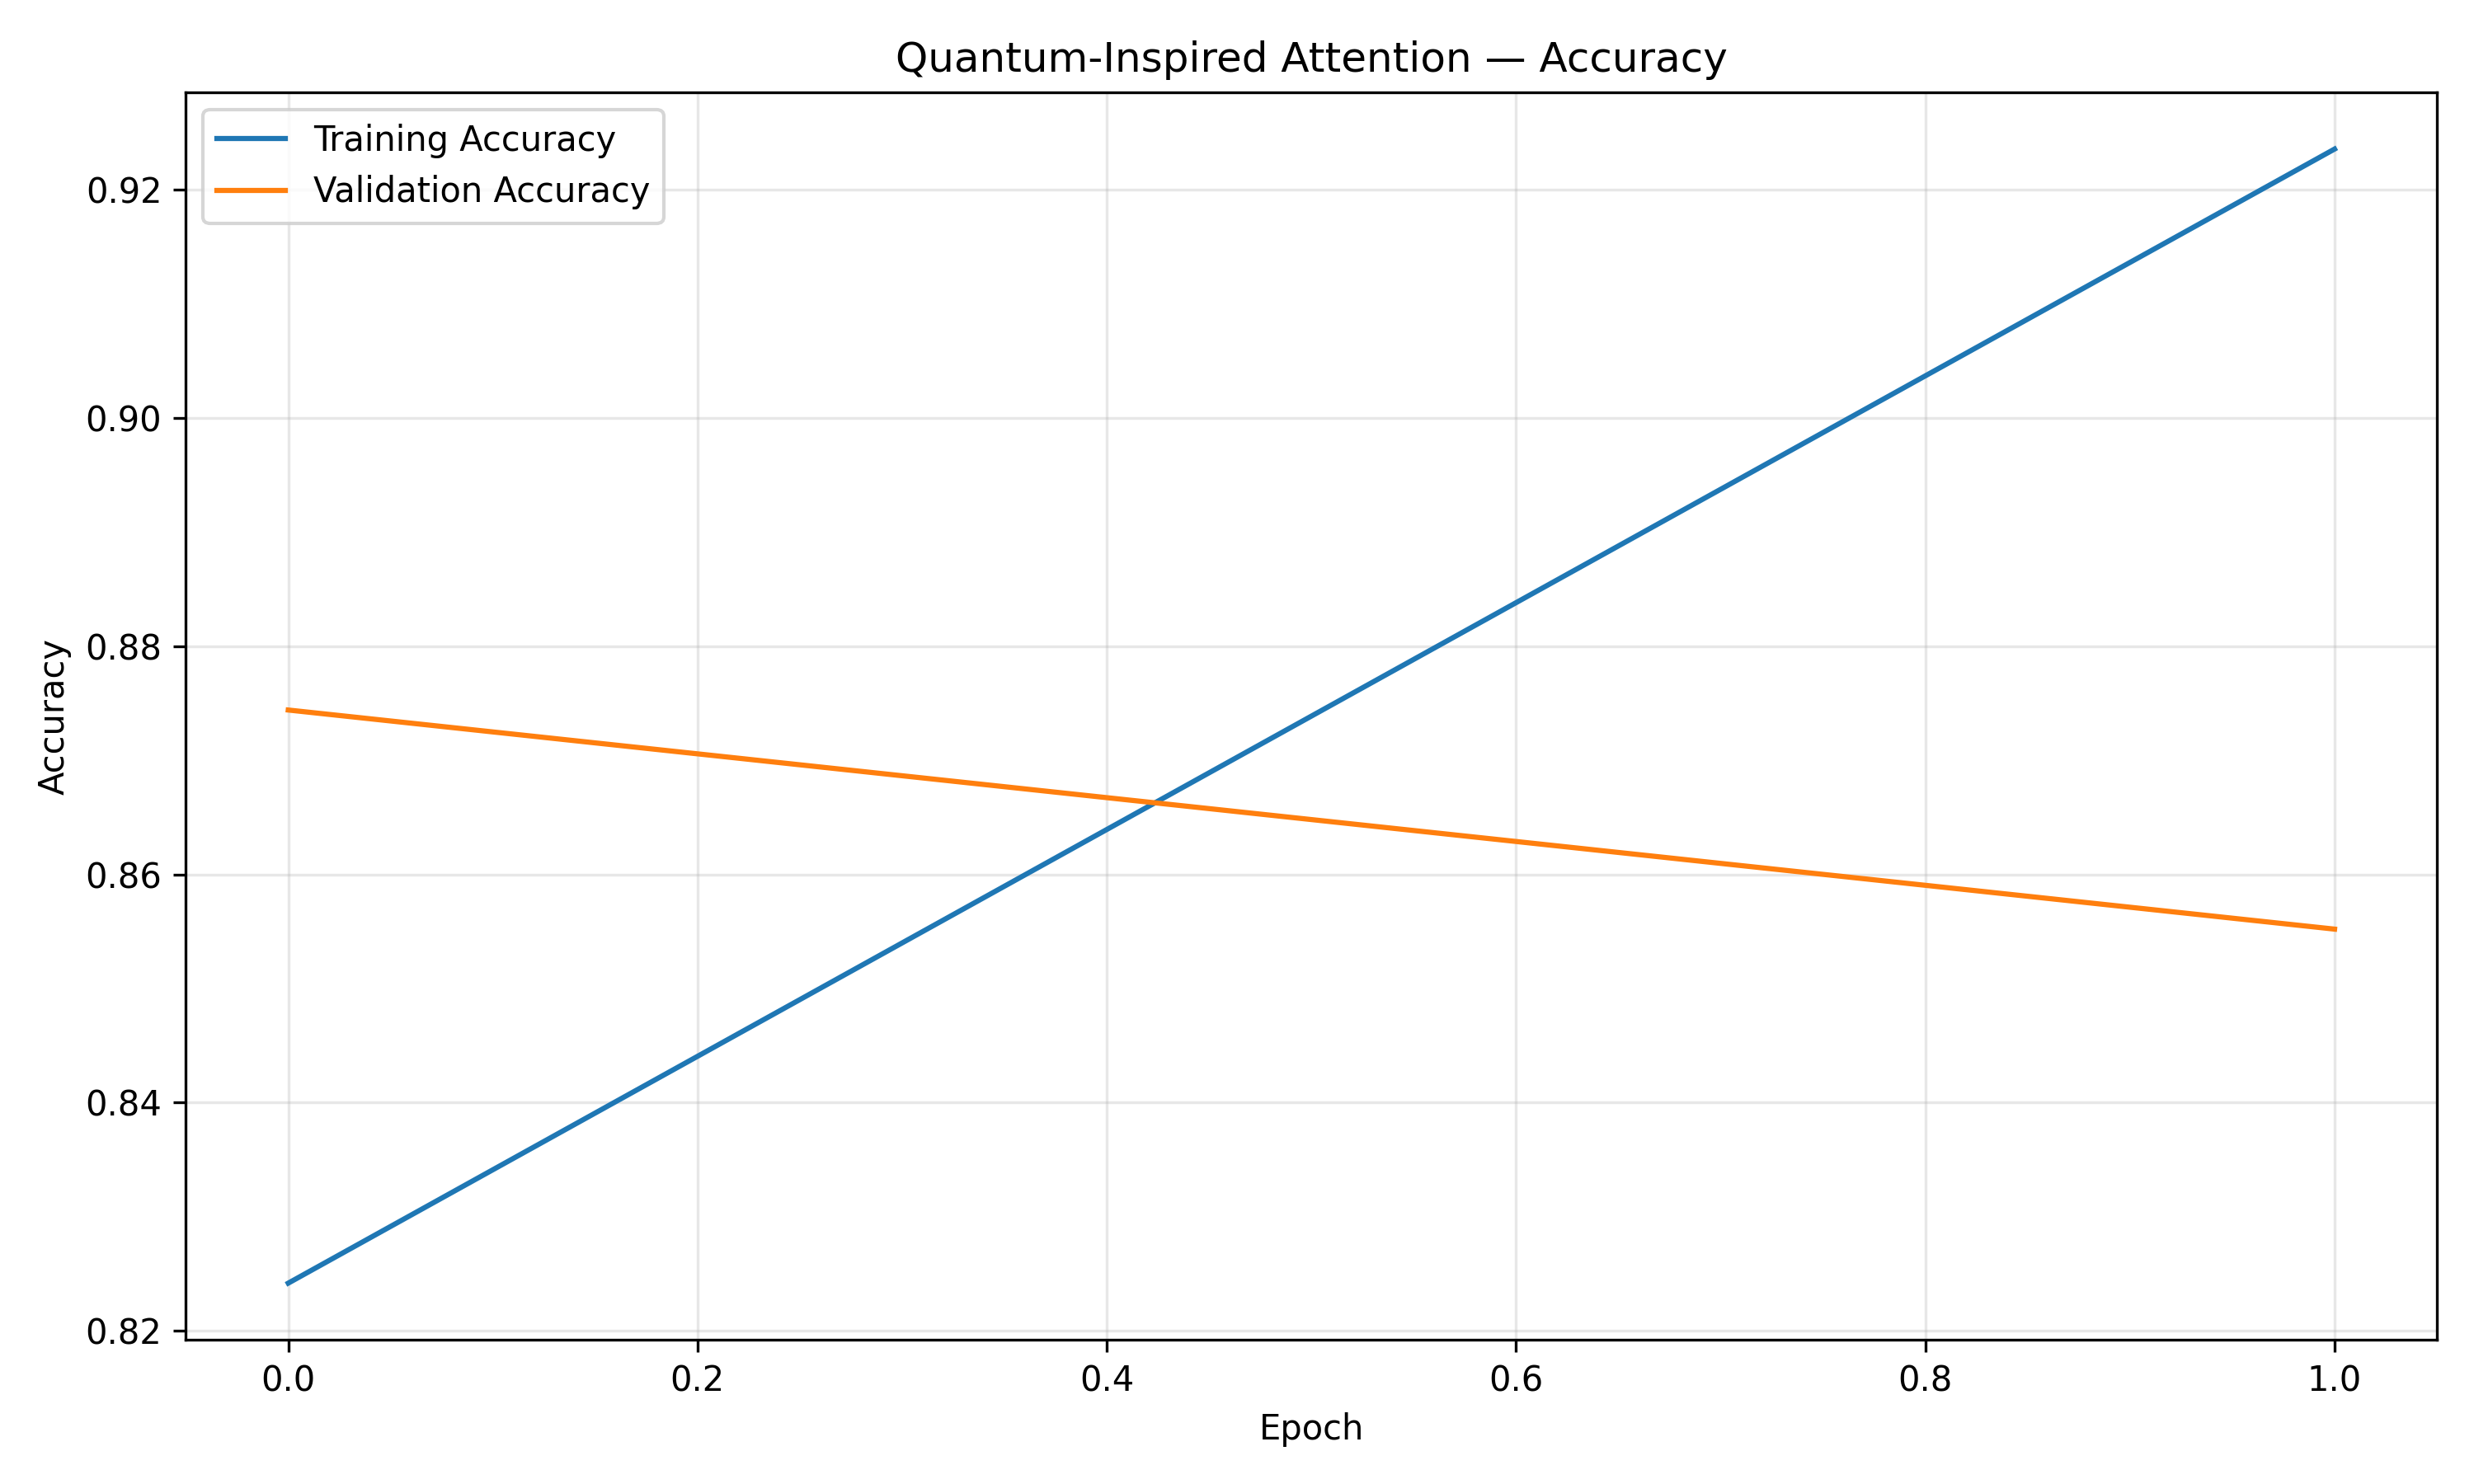 Quantum-Inspired Attention — Accuracy
Training Accuracy
Validation Accuracy
0.92
0.90
0.88
0.86
0.84
0.82
Accuracy
0.0 0.2 0.4 0.6 0.8 1.0
Epoch